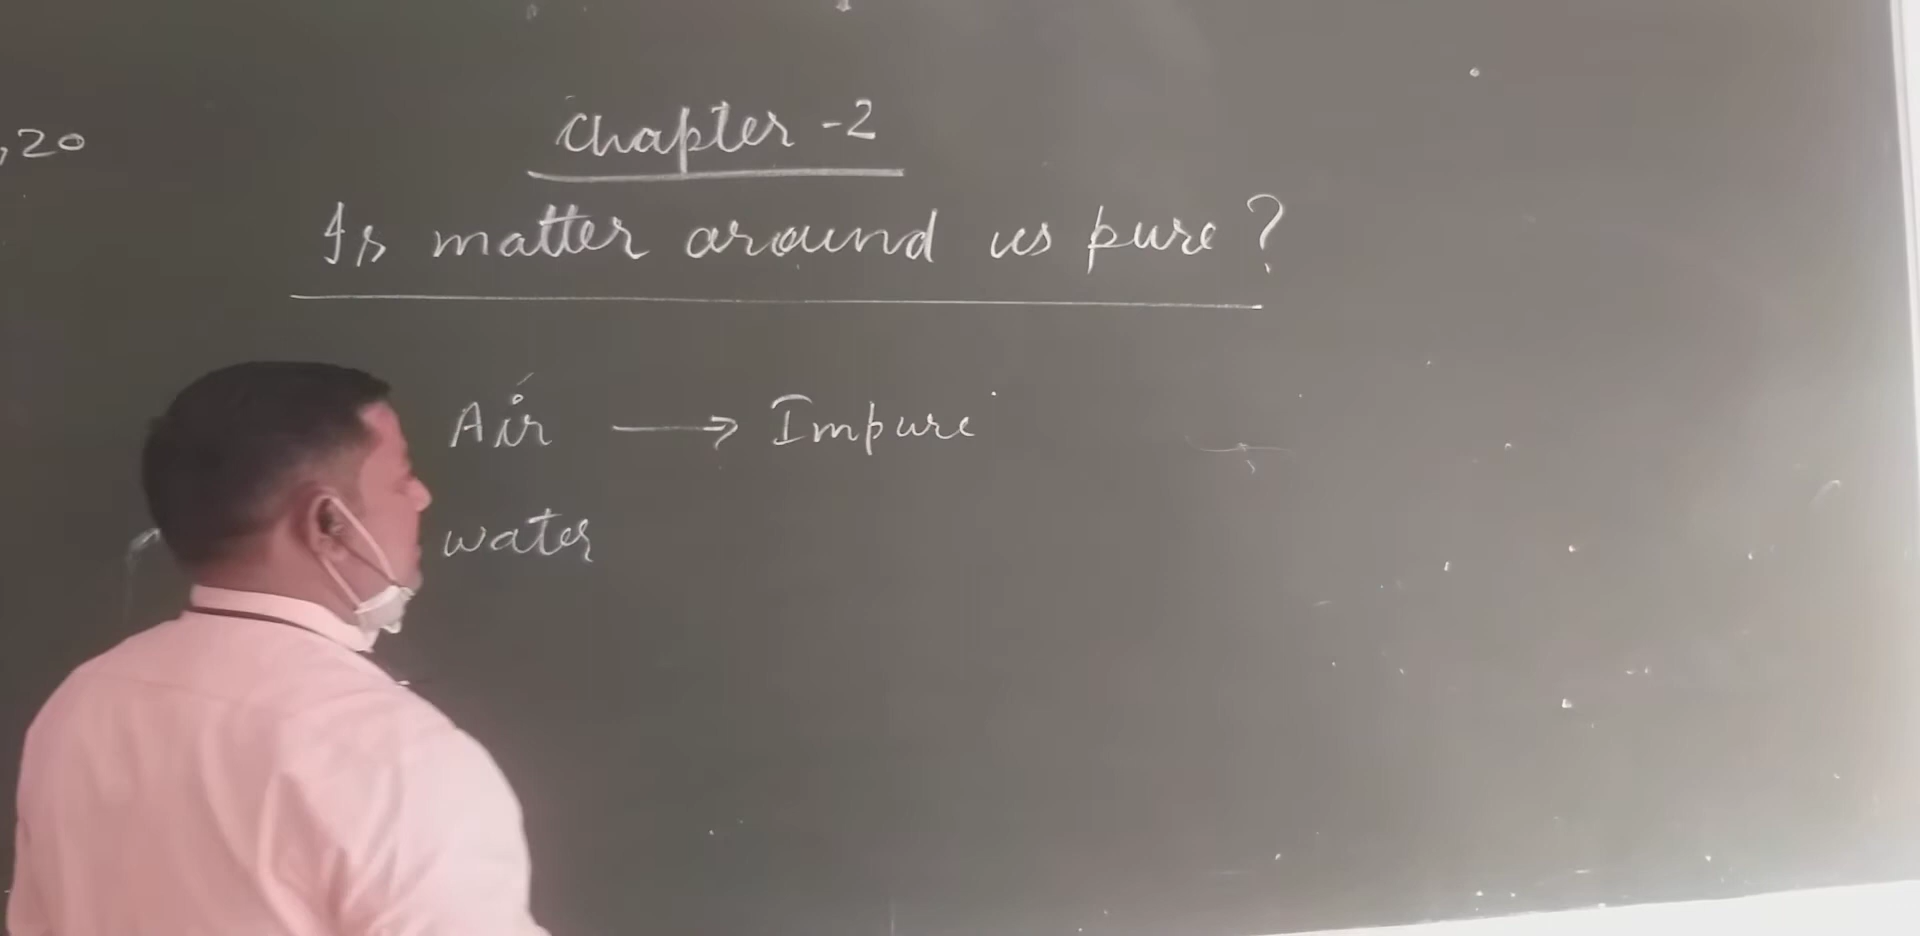 ,20
Chapter -2
Is matter around us pure ?
Air → Impure
water